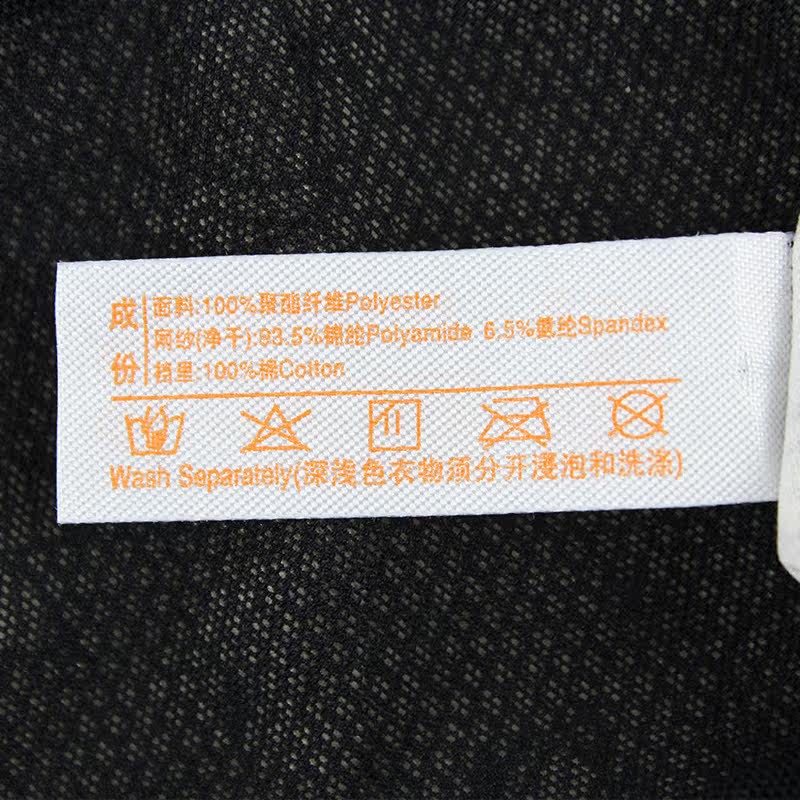 成份
面料:100%聚酯纤维Polyester
网纱(净干):93.5%锦纶Polyamide 6.5%氨纶Spandex
挡里:100%棉Cotton
Wash Separately(深浅色衣物须分开浸泡和洗涤)